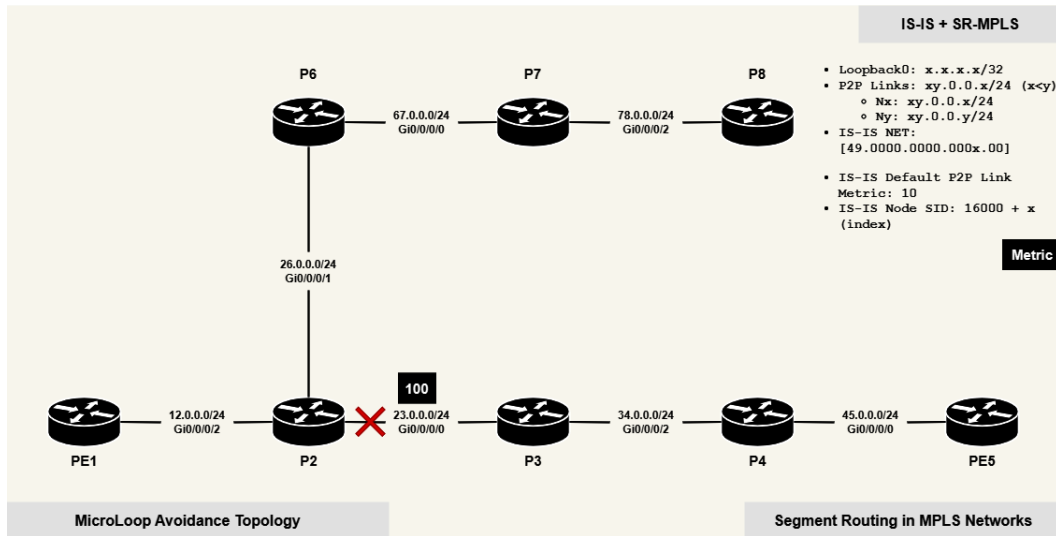 IS-IS + SR-MPLS
P6
P7
P8
• Loopback0: x.x.x.x/32
• P2P Links: xy.0.0.x/24 (x<y)
○ Nx: xy.0.0.x/24
○ Ny: xy.0.0.y/24
• IS-IS NET:
[49.0000.0000.000x.00]
• IS-IS Default P2P Link
Metric: 10
• IS-IS Node SID: 16000 + x
(index)
67.0.0.0/24
Gi0/0/0/0
78.0.0.0/24
Gi0/0/0/2
Metric
26.0.0.0/24
Gi0/0/0/1
100
12.0.0.0/24
Gi0/0/0/2
23.0.0.0/24
Gi0/0/0/0
34.0.0.0/24
Gi0/0/0/2
45.0.0.0/24
Gi0/0/0/0
PE1
P2
P3
P4
PE5
MicroLoop Avoidance Topology
Segment Routing in MPLS Networks